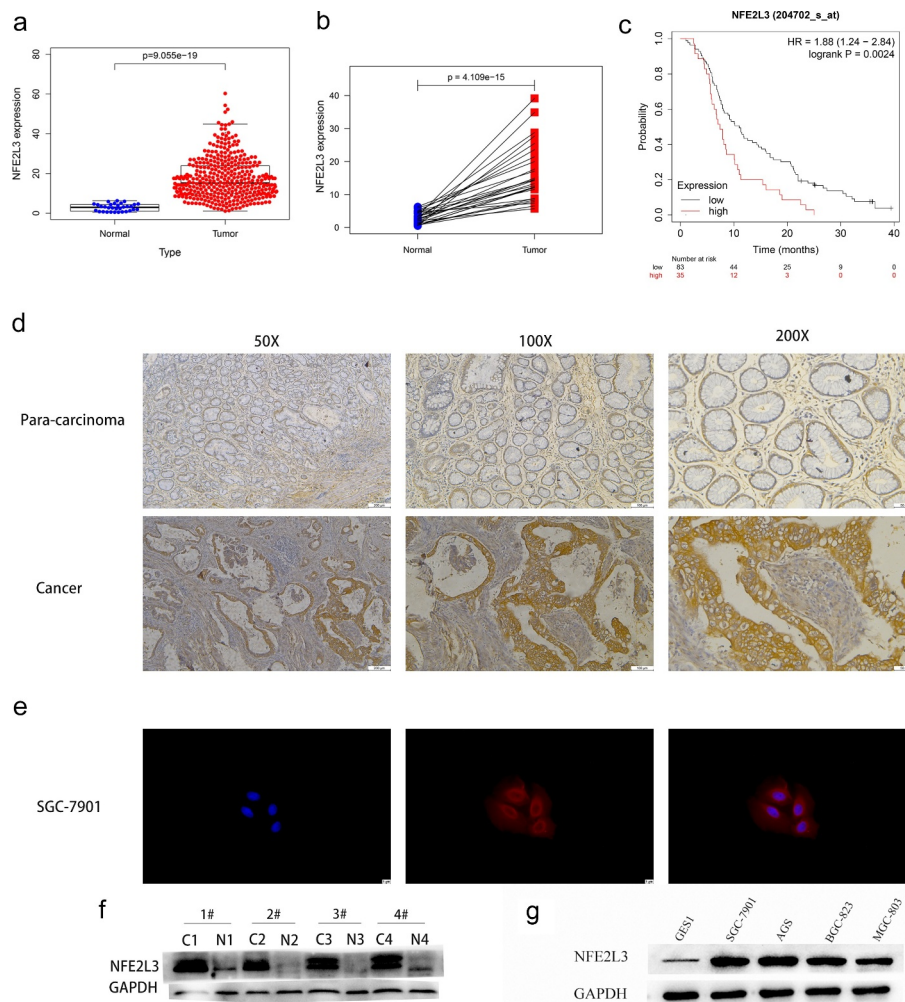 a
p=9.055e−19
NFE2L3 expression
80
60
40
20
0
Normal
Tumor
Type
b
p = 4.109e−15
NFE2L3 expression
40
30
20
10
0
Normal
Tumor
c
NFE2L3 (204702_s_at)
HR = 1.88 (1.24 − 2.84)
logrank P = 0.0024
Probability
1.0
0.8
0.6
0.4
0.2
0.0
Expression
low
high
0 10 20 30 40
Time (months)
Number at risk
low 83 44 25 9 0
high 35 12 3 0 0
d
50X 100X 200X
Para-carcinoma
Cancer
e
SGC-7901
f
1# 2# 3# 4#
C1 N1 C2 N2 C3 N3 C4 N4
NFE2L3
GAPDH
g
GES1 SGC-7901 AGS BGC-823 MGC-803
NFE2L3
GAPDH